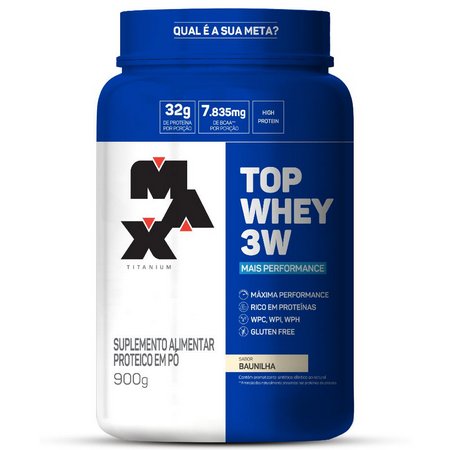 QUAL É A SUA META?
32g
DE PROTEÍNA
POR PORÇÃO
7.835mg
DE BCAA
POR PORÇÃO
HIGH
PROTEIN
MAX
TITANIUM
TOP
WHEY
3W
MAIS PERFORMANCE
MÁXIMA PERFORMANCE
RICO EM PROTEÍNAS
WPC, WPI, WPH
GLUTEN FREE
SUPLEMENTO ALIMENTAR
PROTEICO EM PÓ
900g
SABOR
BAUNILHA